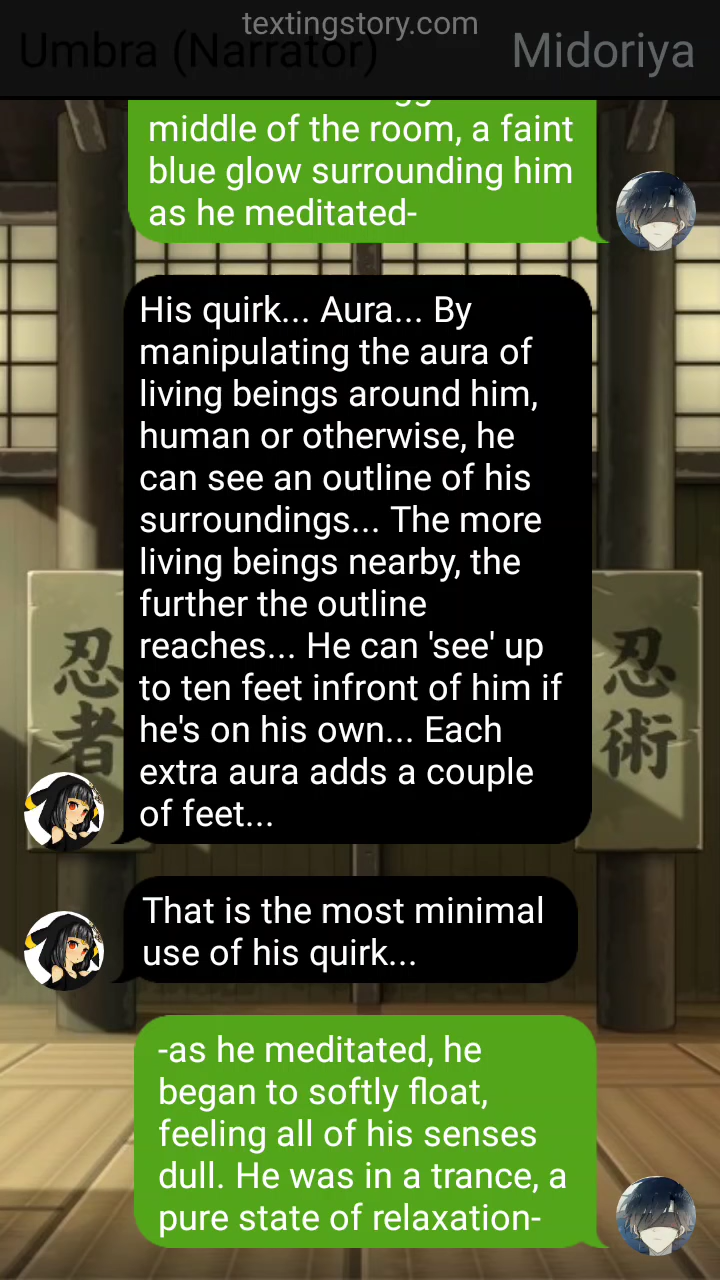 textingstory.com
Umbra (Narrator)
Midoriya
middle of the room, a faint
blue glow surrounding him
as he meditated-
His quirk... Aura... By
manipulating the aura of
living beings around him,
human or otherwise, he
can see an outline of his
surroundings... The more
living beings nearby, the
further the outline
reaches... He can 'see' up
to ten feet infront of him if
he's on his own... Each
extra aura adds a couple
of feet...
忍者
忍術
That is the most minimal
use of his quirk...
-as he meditated, he
began to softly float,
feeling all of his senses
dull. He was in a trance, a
pure state of relaxation-